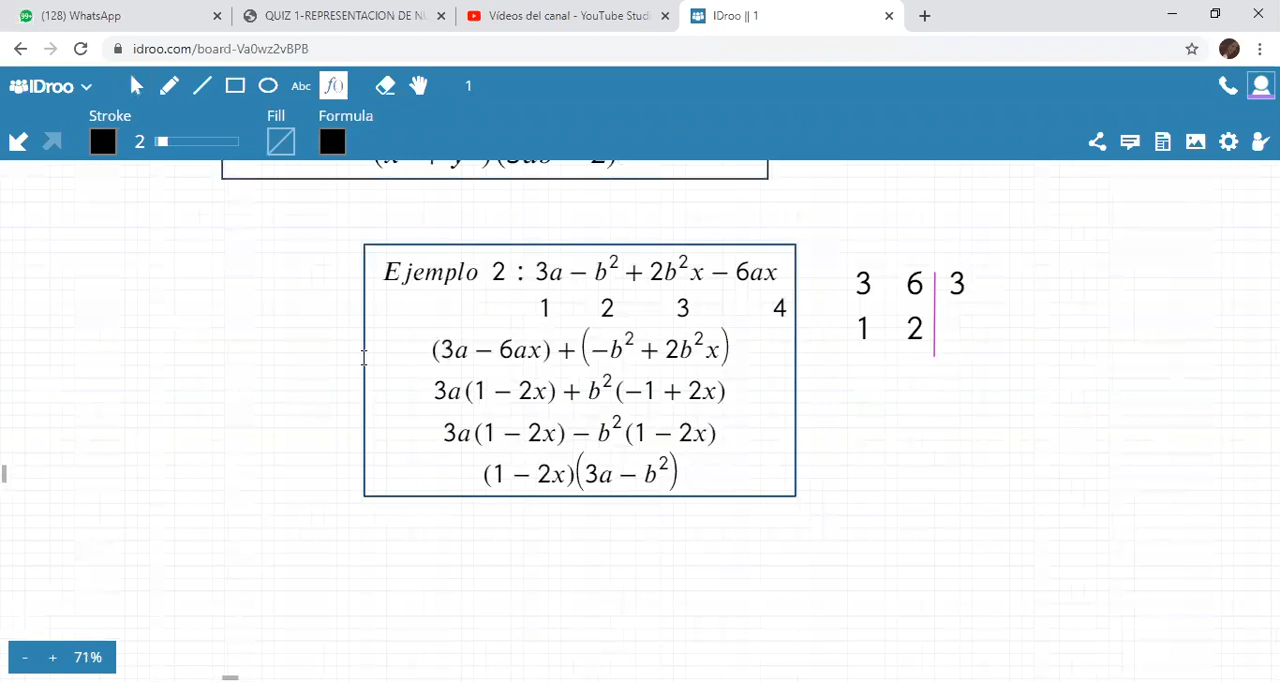 (128) WhatsApp
QUIZ 1-REPRESENTACION DE NU
Vídeos del canal - YouTube Studi
IDroo || 1
idroo.com/board-Va0wz2vBPB
IDroo
Abc
f()
1
Stroke
Fill
Formula
2
Ejemplo 2 : 3a − b² + 2b²x − 6ax
1 2 3 4
(3a − 6ax) + (−b² + 2b²x)
3a(1 − 2x) + b²(−1 + 2x)
3a(1 − 2x) − b²(1 − 2x)
(1 − 2x)(3a − b²)
3 6 3
1 2
- + 71%